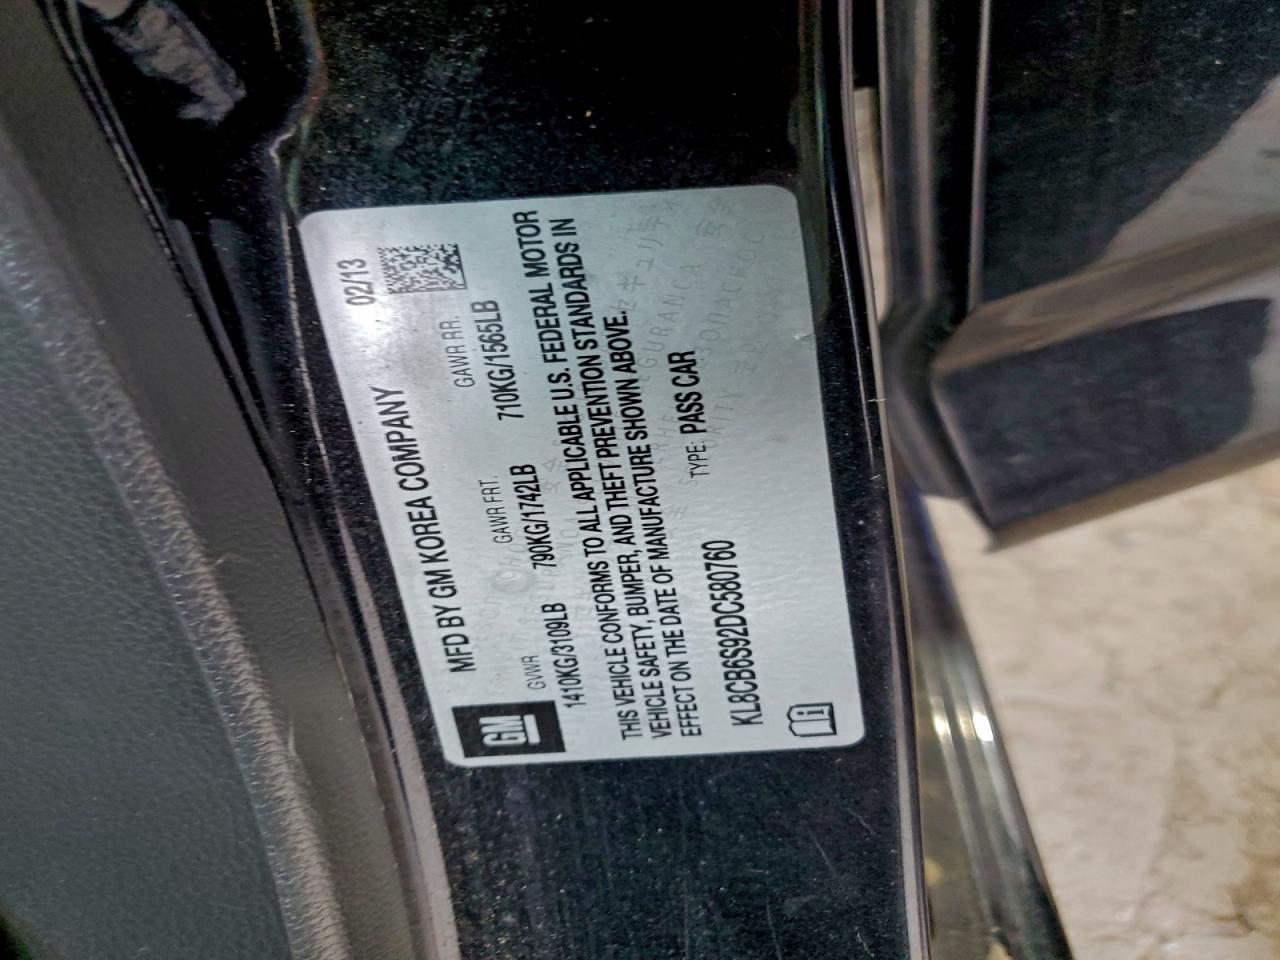 GM
MFD BY GM KOREA COMPANY 02/13
GVWR GAWR FRT. GAWR RR.
1410KG/3109LB 790KG/1742LB 710KG/1565LB
THIS VEHICLE CONFORMS TO ALL APPLICABLE U.S. FEDERAL MOTOR
VEHICLE SAFETY, BUMPER, AND THEFT PREVENTION STANDARDS IN
EFFECT ON THE DATE OF MANUFACTURE SHOWN ABOVE.
KL8CB6S92DC580760 TYPE: PASS CAR